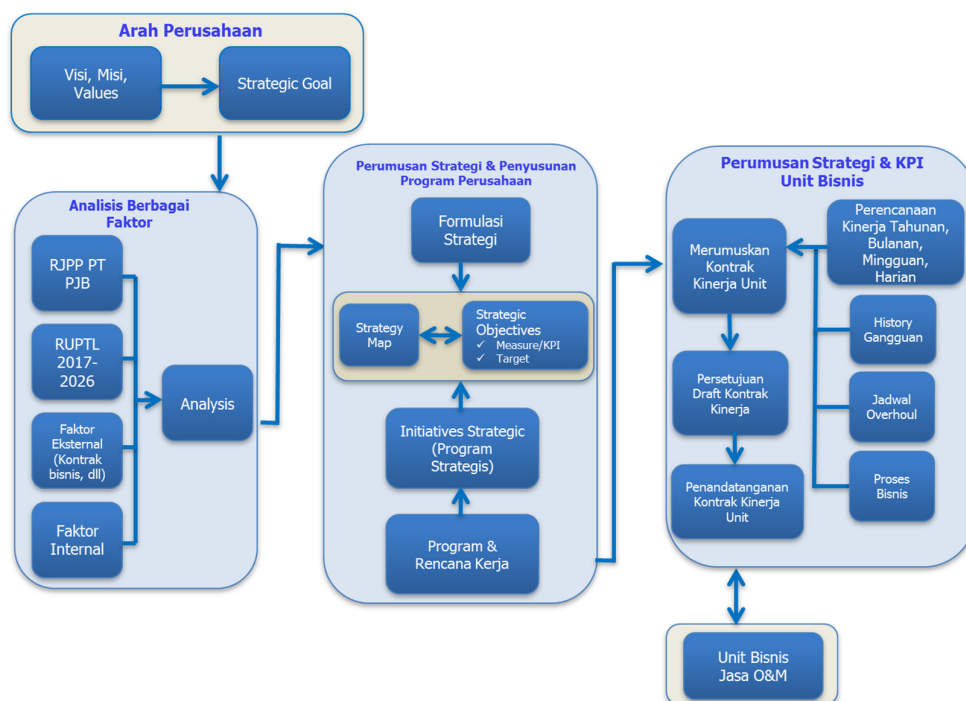 Arah Perusahaan
Visi, Misi,
Values
Strategic Goal
Analisis Berbagai
Faktor
RJPP PT
PJB
RUPTL
2017-
2026
Faktor
Eksternal
(Kontrak
bisnis, dll)
Faktor
Internal
Analysis
Perumusan Strategi & Penyusunan
Program Perusahaan
Formulasi
Strategi
Strategy
Map
Strategic
Objectives
✓ Measure/KPI
✓ Target
Initiatives Strategic
(Program
Strategis)
Program &
Rencana Kerja
Perumusan Strategi & KPI
Unit Bisnis
Merumuskan
Kontrak
Kinerja Unit
Persetujuan
Draft Kontrak
Kinerja
Penandatanganan
Kontrak Kinerja
Unit
Perencanaan
Kinerja Tahunan,
Bulanan,
Mingguan,
Harian
History
Gangguan
Jadwal
Overhoul
Proses
Bisnis
Unit Bisnis
Jasa O&M